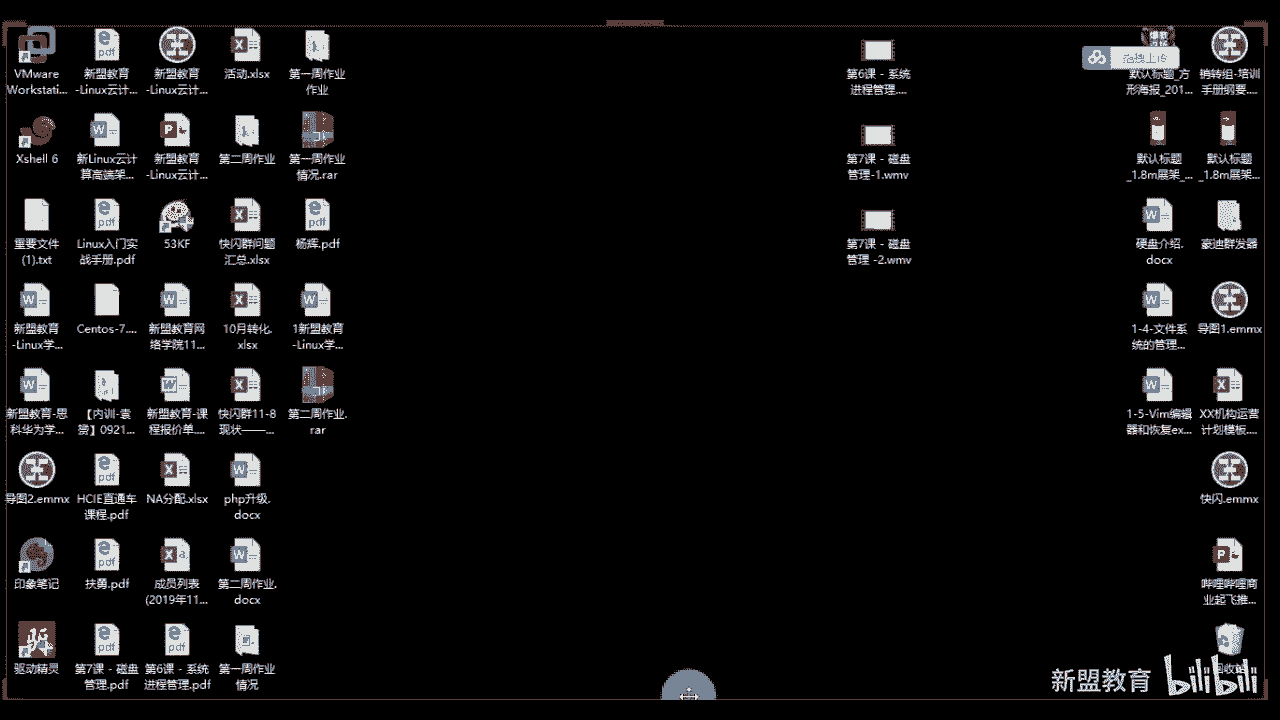 VMware
Workstati...
新盟教育
-Linux云计...
新盟教育
-Linux云计...
活动.xlsx
第一周作业
作业
第6课 - 系统
进程管理....
拖拽上传
默认标题_方
形海报_201...
销转组-培训
手册纲要....
Xshell 6
新Linux云计
算高端架...
新盟教育
-Linux云计...
第二周作业
第一周作业
情况.rar
第7课 - 磁盘
管理-1.wmv
默认标题
_1.8m展架_...
默认标题
_1.8m展架...
重要文件
(1).txt
Linux入门实
战手册.pdf
53KF
快闪群问题
汇总.xlsx
杨辉.pdf
第7课 - 磁盘
管理 -2.wmv
硬盘介绍.
docx
豪迪群发器
新盟教育
-Linux学...
Centos-7....
新盟教育网
络学院11...
10月转化.
xlsx
1新盟教育
-Linux学...
1-4-文件系
统的管理...
导图1.emmx
新盟教育-思
科华为学...
【内训-袁
赟】0921...
新盟教育-课
程报价单....
快闪群11-8
现状——...
第二周作业.
rar
1-5-Vim编辑
器和恢复ex...
XX机构运营
计划模板....
导图2.emmx
HCIE直通车
课程.pdf
NA分配.xlsx
php升级.
docx
快闪.emmx
印象笔记
扶勇.pdf
成员列表
(2019年11...
第二周作业.
docx
哔哩哔哩商
业起飞推...
驱动精灵
第7课 - 磁盘
管理.pdf
第6课 - 系统
进程管理.pdf
第一周作业
情况
新盟教育
bilibili